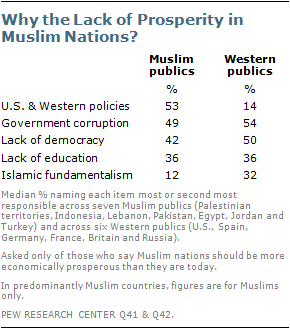 Why the Lack of Prosperity in
Muslim Nations?
Muslim Western
publics publics
% %
U.S. & Western policies 53 14
Government corruption 49 54
Lack of democracy 42 50
Lack of education 36 36
Islamic fundamentalism 12 32
Median % naming each item most or second most
responsible across seven Muslim publics (Palestinian
territories, Indonesia, Lebanon, Pakistan, Egypt, Jordan and
Turkey) and across six Western publics (U.S., Spain,
Germany, France, Britain and Russia).
Asked only of those who say Muslim nations should be more
economically prosperous than they are today.
In predominantly Muslim countries, figures are for Muslims
only.
PEW RESEARCH CENTER Q41 & Q42.